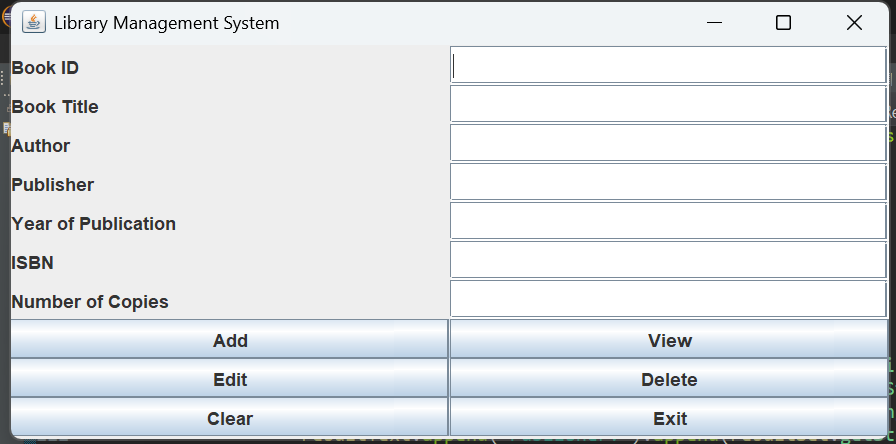 Library Management System
Book ID
Book Title
Author
Publisher
Year of Publication
ISBN
Number of Copies
Add View
Edit Delete
Clear Exit